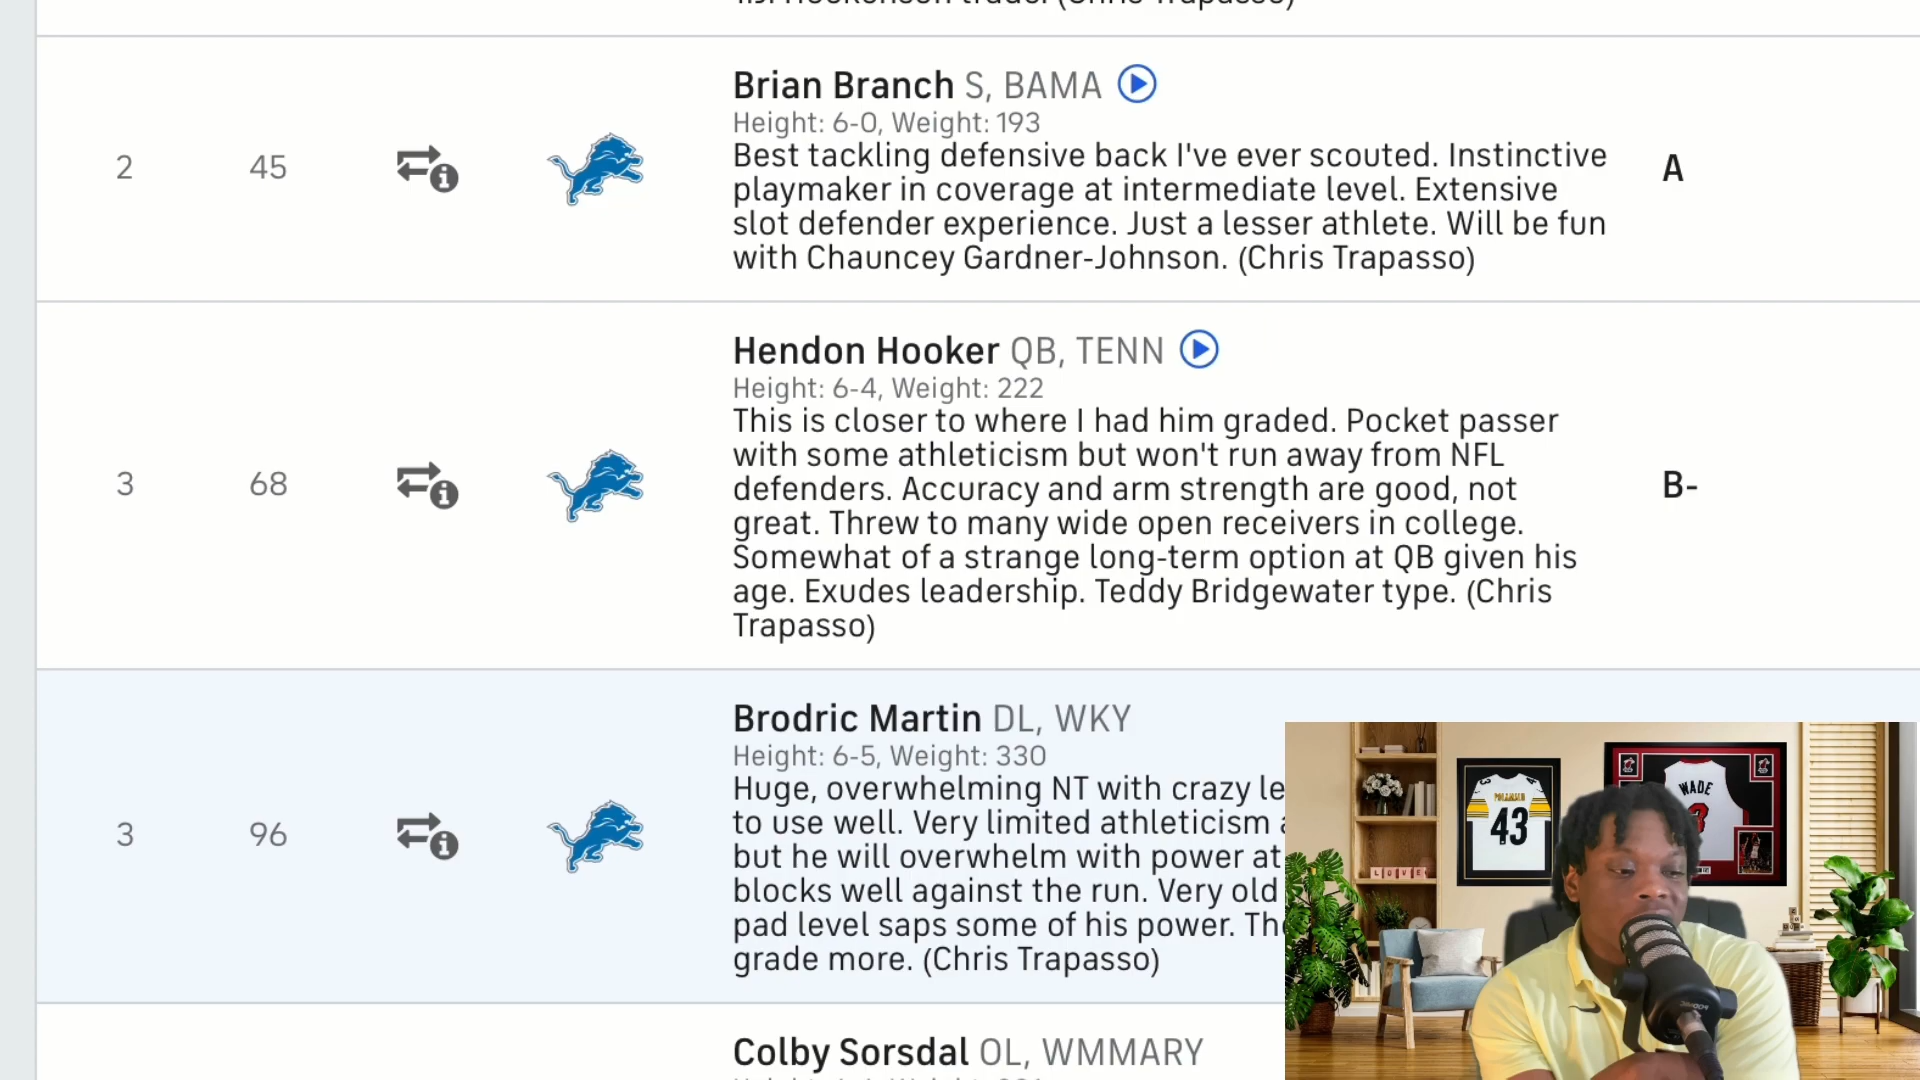 (Chris Trapasso)
Brian Branch S, BAMA
Height: 6-0, Weight: 193
2 45
Best tackling defensive back I've ever scouted. Instinctive
playmaker in coverage at intermediate level. Extensive
slot defender experience. Just a lesser athlete. Will be fun
with Chauncey Gardner-Johnson. (Chris Trapasso)
A
Hendon Hooker QB, TENN
Height: 6-4, Weight: 222
3 68
This is closer to where I had him graded. Pocket passer
with some athleticism but won't run away from NFL
defenders. Accuracy and arm strength are good, not
great. Threw to many wide open receivers in college.
Somewhat of a strange long-term option at QB given his
age. Exudes leadership. Teddy Bridgewater type. (Chris
Trapasso)
B-
Brodric Martin DL, WKY
Height: 6-5, Weight: 330
3 96
Huge, overwhelming NT with crazy le
to use well. Very limited athleticism
but he will overwhelm with power at
blocks well against the run. Very old
pad level saps some of his power. Th
grade more. (Chris Trapasso)
Colby Sorsdal OL, WMMARY
POLAMALU
43
WADE
3
LOVE